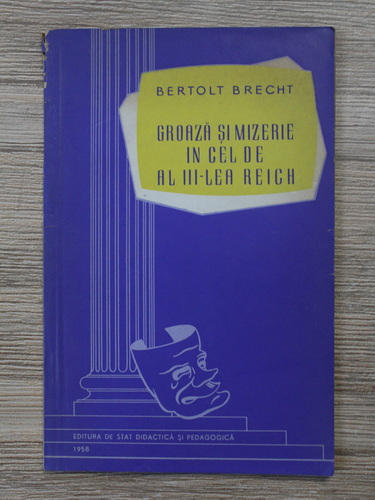 BERTOLT BRECHT
GROAZĂ ȘI MIZERIE
IN CEL DE
AL III-LEA REICH
EDITURA DE STAT DIDACTICĂ ȘI PEDAGOGICĂ
1958